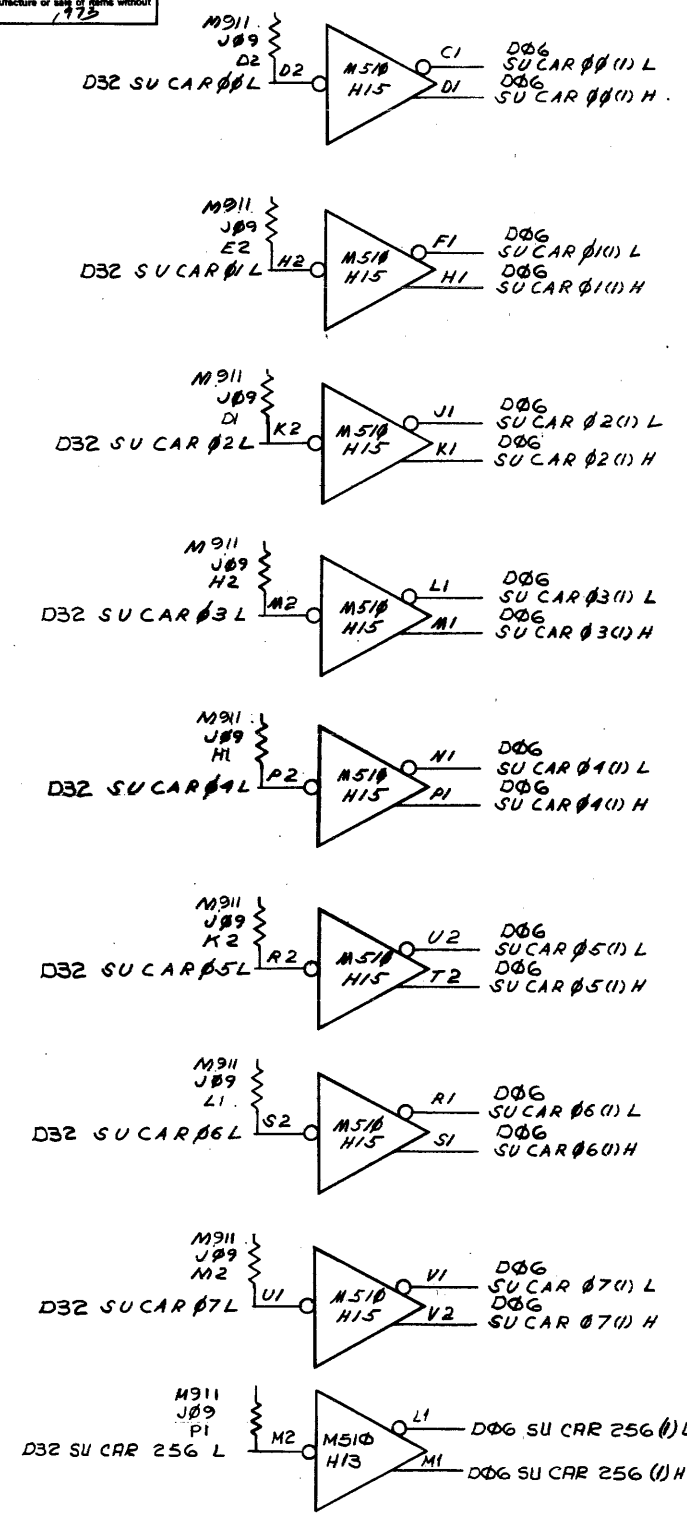 ufacture or sale of items without
1973
M911
JØ9
D2
D32 SU CAR ØØ L
D2
M51Ø
H15
C1
DØ6
SU CAR ØØ(1) L
D1
DØ6
SU CAR ØØ(1) H
M911
JØ9
E2
D32 SU CAR Ø1 L
H2
M51Ø
H15
F1
DØ6
SU CAR Ø1(1) L
H1
DØ6
SU CAR Ø1(1) H
M911
JØ9
D1
D32 SU CAR Ø2 L
K2
M51Ø
H15
J1
DØ6
SU CAR Ø2(1) L
K1
DØ6
SU CAR Ø2(1) H
M911
JØ9
H2
D32 SU CAR Ø3 L
M2
M51Ø
H15
L1
DØ6
SU CAR Ø3(1) L
M1
DØ6
SU CAR Ø3(1) H
M911
JØ9
H1
D32 SU CAR Ø4 L
P2
M51Ø
H15
N1
DØ6
SU CAR Ø4(1) L
P1
DØ6
SU CAR Ø4(1) H
M911
JØ9
K2
D32 SU CAR Ø5 L
R2
M51Ø
H15
U2
DØ6
SU CAR Ø5(1) L
T2
DØ6
SU CAR Ø5(1) H
M911
JØ9
L1
D32 SU CAR Ø6 L
S2
M51Ø
H15
R1
DØ6
SU CAR Ø6(1) L
S1
DØ6
SU CAR Ø6(1) H
M911
JØ9
M2
D32 SU CAR Ø7 L
U1
M51Ø
H15
V1
DØ6
SU CAR Ø7(1) L
V2
DØ6
SU CAR Ø7(1) H
M911
JØ9
P1
D32 SU CAR 256 L
M2
M51Ø
H13
L1
DØ6 SU CAR 256 (1) L
M1
DØ6 SU CAR 256 (1) H